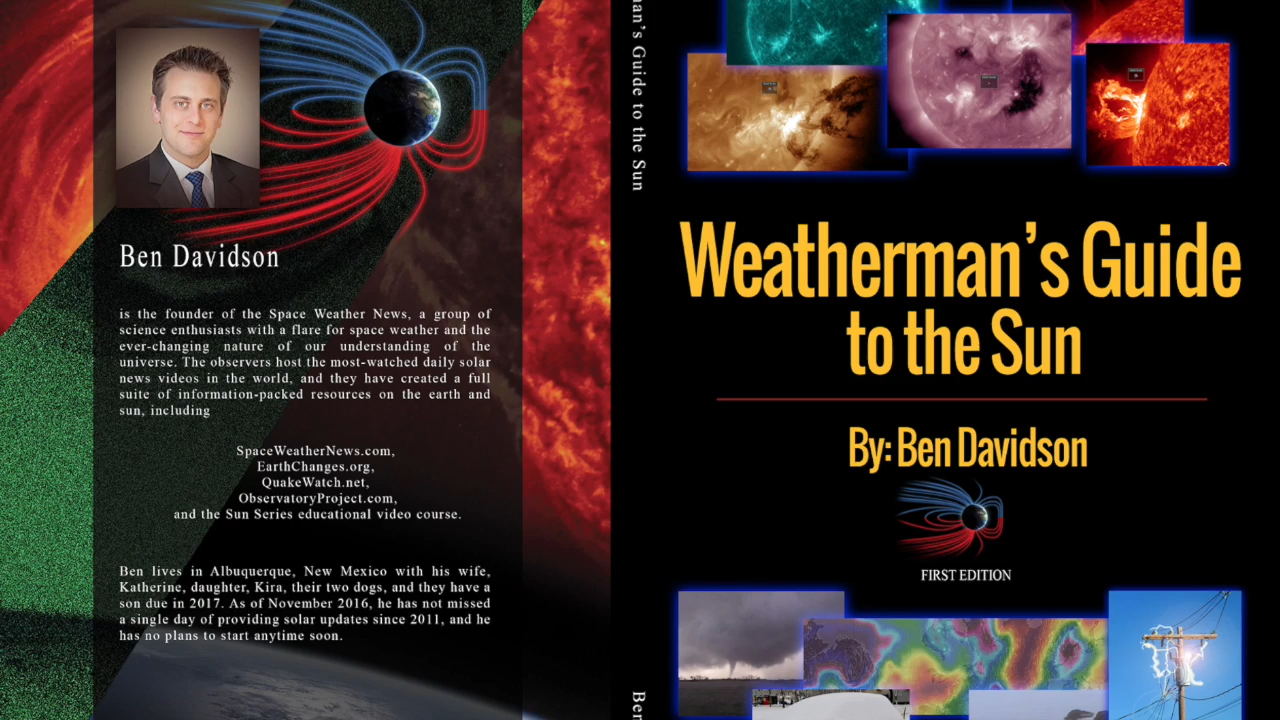 Ben Davidson
is the founder of the Space Weather News, a group of
science enthusiasts with a flare for space weather and the
ever-changing nature of our understanding of the
universe. The observers host the most-watched daily solar
news videos in the world, and they have created a full
suite of information-packed resources on the earth and
sun, including
SpaceWeatherNews.com,
EarthChanges.org,
QuakeWatch.net,
ObservatoryProject.com,
and the Sun Series educational video course.
Ben lives in Albuquerque, New Mexico with his wife,
Katherine, daughter, Kira, their two dogs, and they have a
son due in 2017. As of November 2016, he has not missed
a single day of providing solar updates since 2011, and he
has no plans to start anytime soon.
an's Guide to the Sun
Ben
Weatherman's Guide
to the Sun
By: Ben Davidson
FIRST EDITION